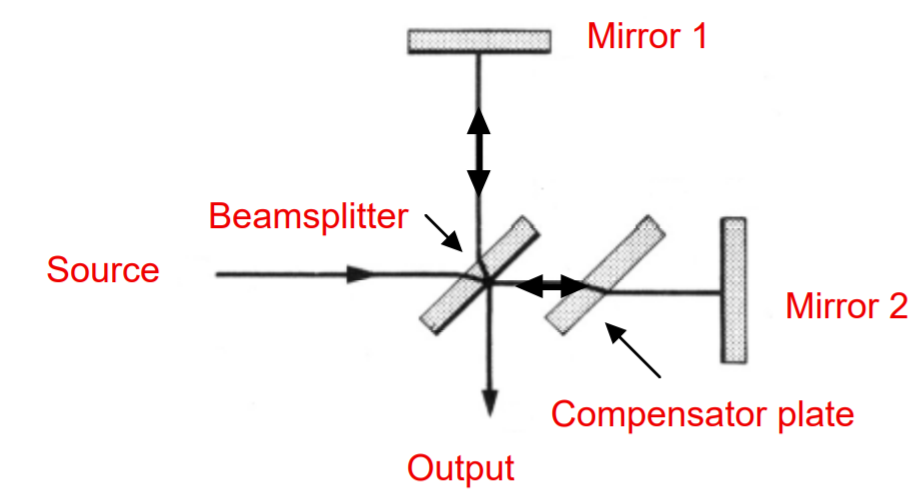 Mirror 1
Beamsplitter
Source
Mirror 2
Compensator plate
Output